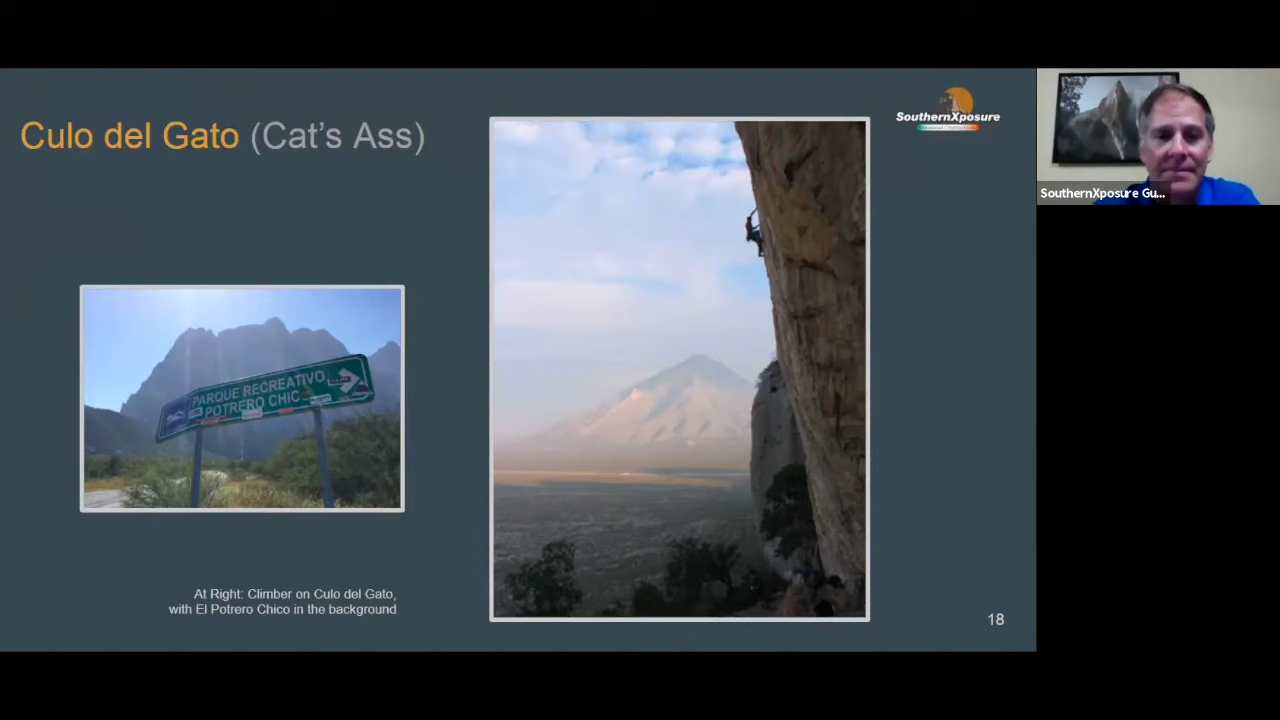 Culo del Gato (Cat's Ass)
SouthernXposure
SouthernXposure Gu...
PARQUE RECREATIVO
POTRERO CHIC
At Right: Climber on Culo del Gato,
with El Potrero Chico in the background
18